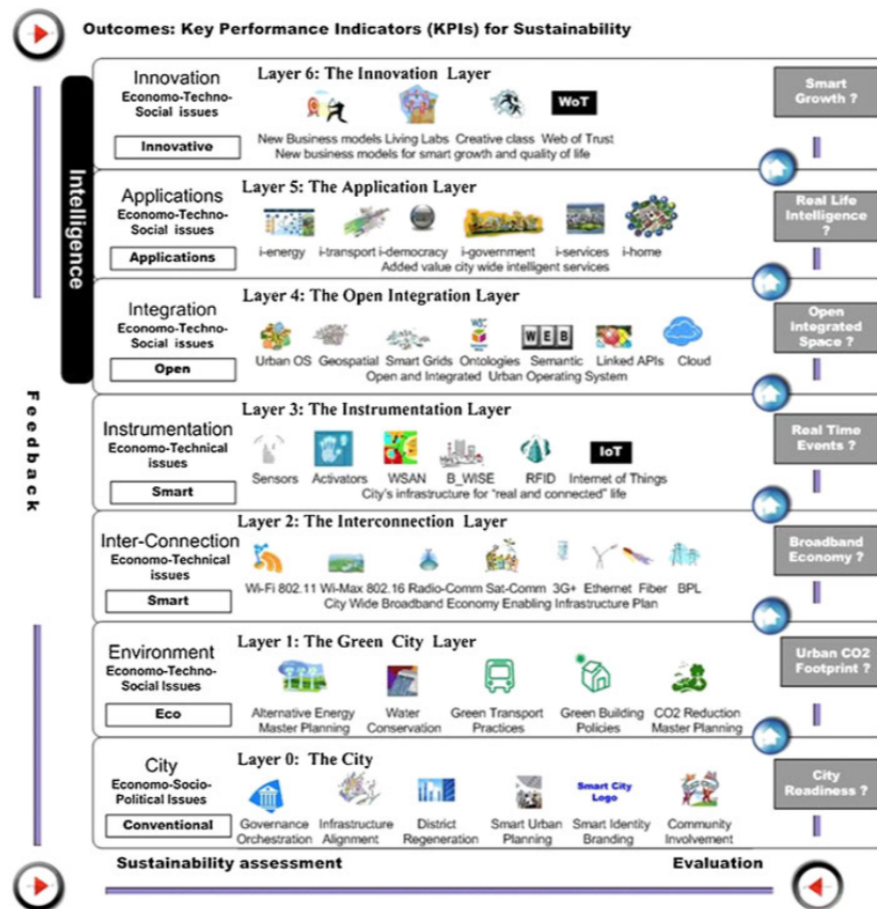 Outcomes: Key Performance Indicators (KPIs) for Sustainability
Intelligence
Feedback
Innovation
Economo-Techno-
Social issues
Innovative
Layer 6: The Innovation Layer
WoT
New Business models Living Labs Creative class Web of Trust
New business models for smart growth and quality of life
Smart
Growth ?
Applications
Economo-Techno-
Social issues
Applications
Layer 5: The Application Layer
i-energy i-transport i-democracy i-government i-services i-home
Added value city wide intelligent services
Real Life
Intelligence
?
Integration
Economo-Techno-
Social issues
Open
Layer 4: The Open Integration Layer
WEB
Urban OS Geospatial Smart Grids Ontologies Semantic Linked APIs Cloud
Open and Integrated Urban Operating System
Open
Integrated
Space ?
Instrumentation
Economo-Technical
issues
Smart
Layer 3: The Instrumentation Layer
IoT
Sensors Activators WSAN B_WISE RFID Internet of Things
City's infrastructure for "real and connected" life
Real Time
Events ?
Inter-Connection
Economo-Technical
issues
Smart
Layer 2: The Interconnection Layer
Wi-Fi 802.11 Wi-Max 802.16 Radio-Comm Sat-Comm 3G+ Ethernet Fiber BPL
City Wide Broadband Economy Enabling Infrastructure Plan
Broadband
Economy ?
Environment
Economo-Techno-
Social Issues
Eco
Layer 1: The Green City Layer
Alternative Energy Water Green Transport Green Building CO2 Reduction
Master Planning Conservation Practices Policies Master Planning
Urban CO2
Footprint ?
City
Economo-Socio-
Political Issues
Conventional
Layer 0: The City
Smart City
Logo
Governance Infrastructure District Smart Urban Smart Identity Community
Orchestration Alignment Regeneration Planning Branding Involvement
City
Readiness ?
Sustainability assessment
Evaluation